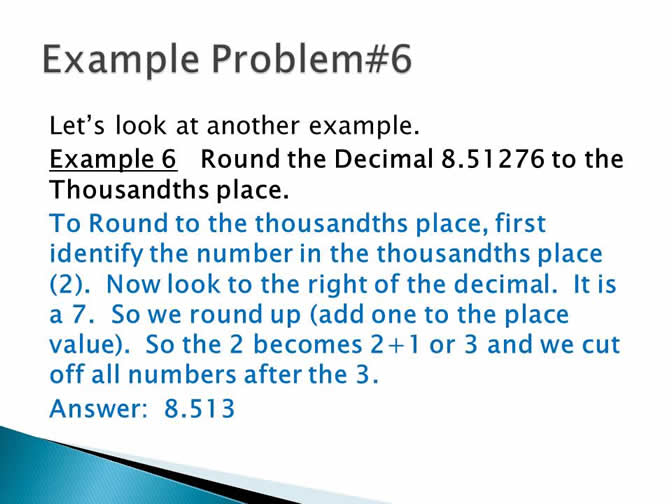 Example Problem#6
Let's look at another example.
Example 6   Round the Decimal 8.51276 to the
Thousandths place.
To Round to the thousandths place, first
identify the number in the thousandths place
(2).  Now look to the right of the decimal.  It is
a 7.  So we round up (add one to the place
value).  So the 2 becomes 2+1 or 3 and we cut
off all numbers after the 3.
Answer:  8.513